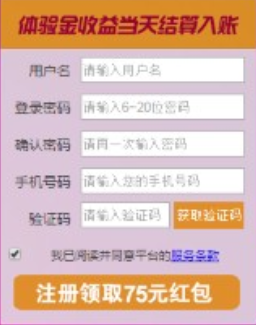 体验金收益当天结算入账
用户名 请输入用户名
登录密码 请输入6-20位密码
确认密码 请再一次输入密码
手机号码 请输入您的手机号码
验证码 请输入验证码 获取验证码
我已阅读并同意平台的服务条款
注册领取75元红包